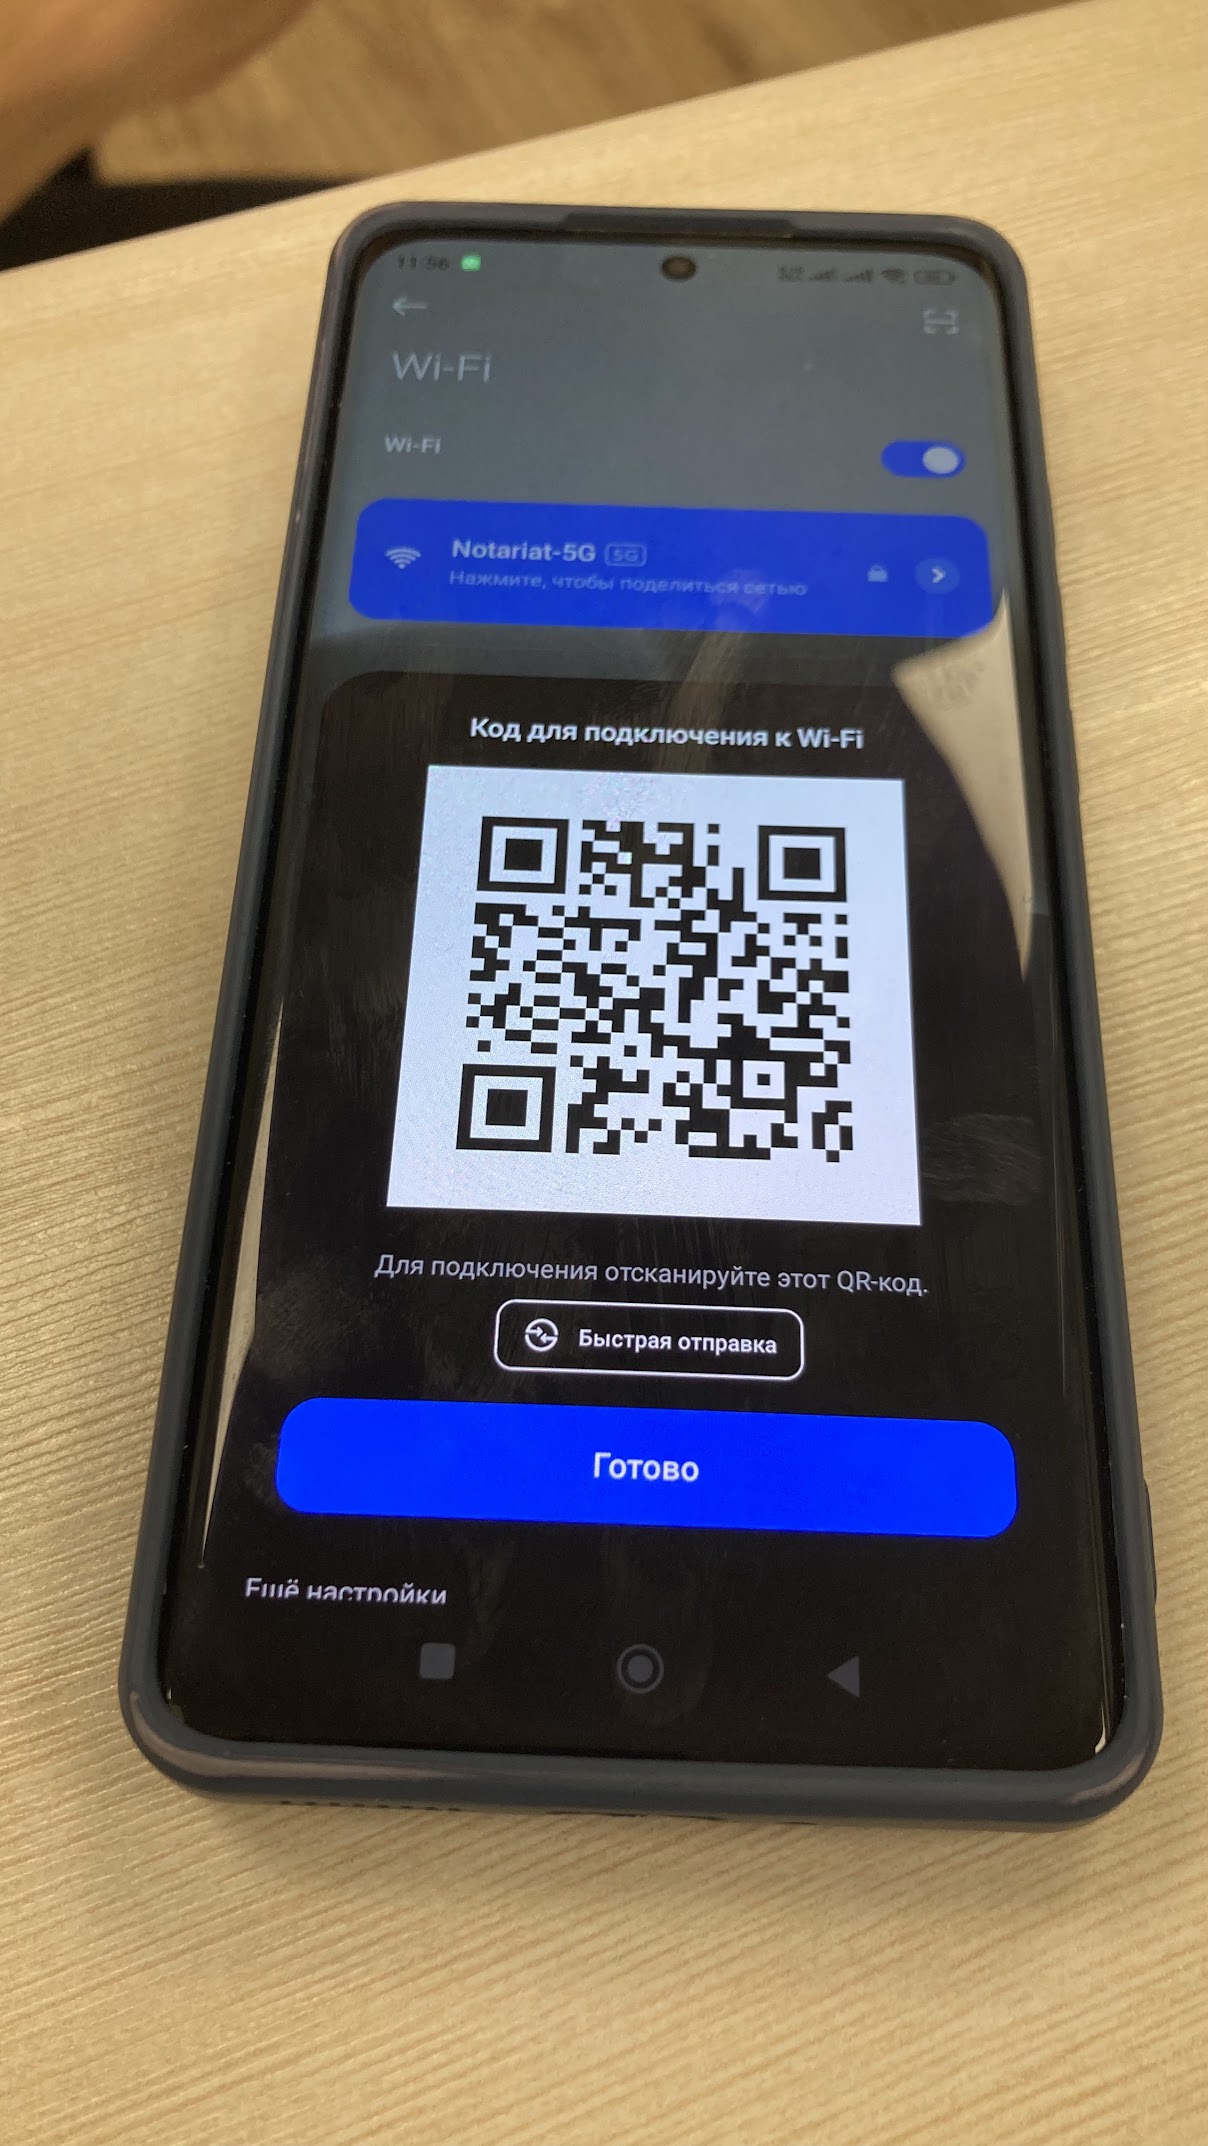 11:56
Wi-Fi
Wi-Fi
Notariat-5G 5G
Нажмите, чтобы поделиться сетью
Код для подключения к Wi-Fi
Для подключения отсканируйте этот QR-код.
Быстрая отправка
Готово
Ещё настройки